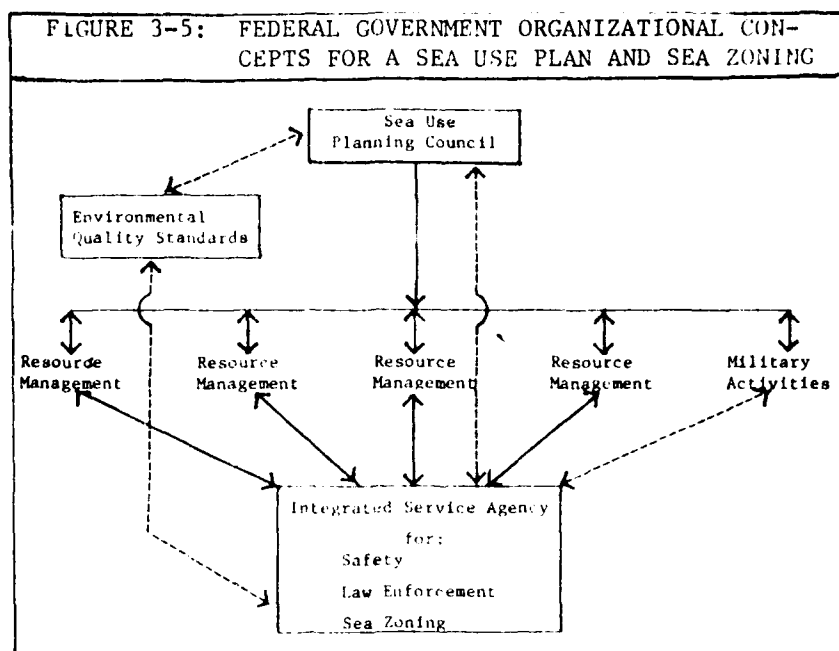 FIGURE 3-5: FEDERAL GOVERNMENT ORGANIZATIONAL CON-
CEPTS FOR A SEA USE PLAN AND SEA ZONING
Sea Use
Planning Council
Environmental
Quality Standards
Resource
Management
Resource
Management
Resource
Management
Resource
Management
Military
Activities
Integrated Service Agency
for:
Safety
Law Enforcement
Sea Zoning